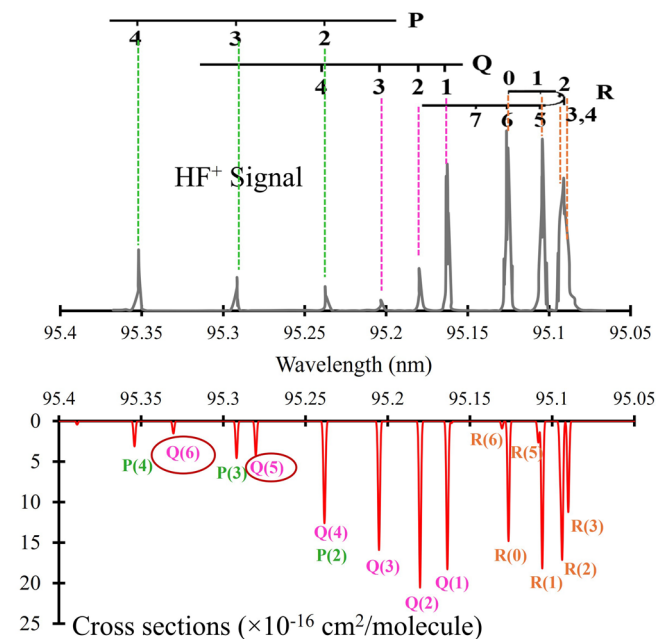 P
4 3 2
Q
4 3 2 1
0 1 2
R
7 6 5 3,4
HF⁺ Signal
95.4 95.35 95.3 95.25 95.2 95.15 95.1 95.05
Wavelength (nm)
95.4 95.35 95.3 95.25 95.2 95.15 95.1 95.05
0
5
10
15
20
25
P(4)
Q(6)
P(3)
Q(5)
Q(4)
P(2)
Q(3)
Q(2)
Q(1)
R(6)
R(5)
R(0)
R(1)
R(2)
R(3)
Cross sections (×10⁻¹⁶ cm²/molecule)